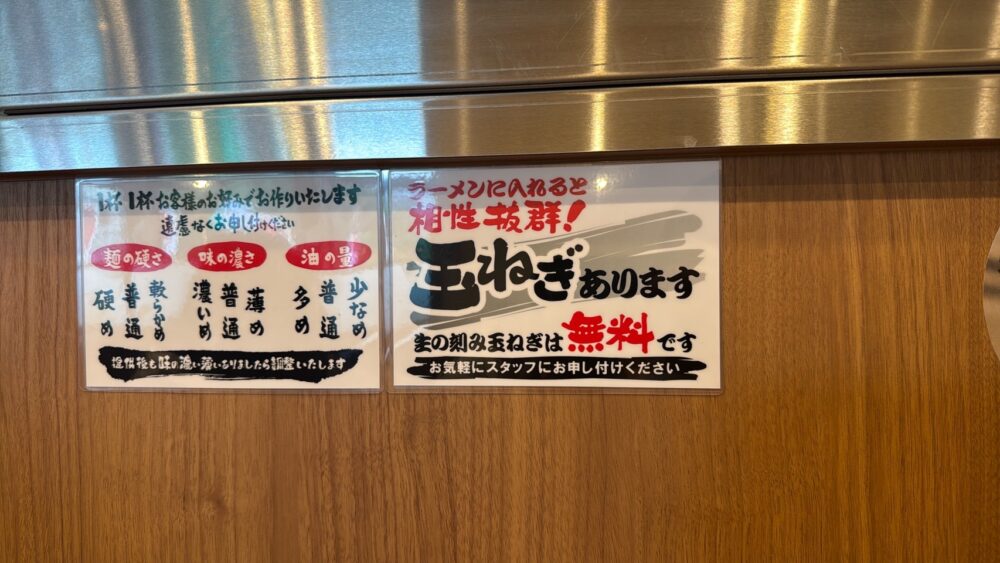 1杯1杯お客様のお好みでお作りいたします
遠慮なくお申し付けください
麺の硬さ
硬め 普通 軟らかめ
味の濃さ
濃いめ 普通 薄め
油の量
多め 普通 少なめ
提供後も味の濃い薄いありましたら調整いたします
ラーメンに入れると
相性抜群!
玉ねぎあります
生の刻み玉ねぎは無料です
お気軽にスタッフにお申し付けください